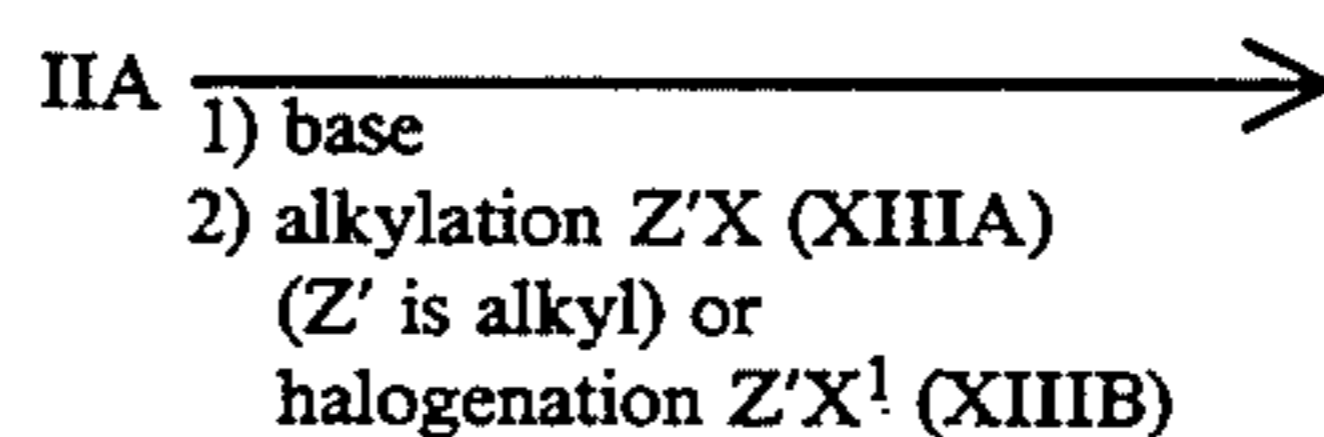 IIA
1) base
2) alkylation Z′X (XIIIA)
(Z′ is alkyl) or
halogenation Z′X¹ (XIIIB)